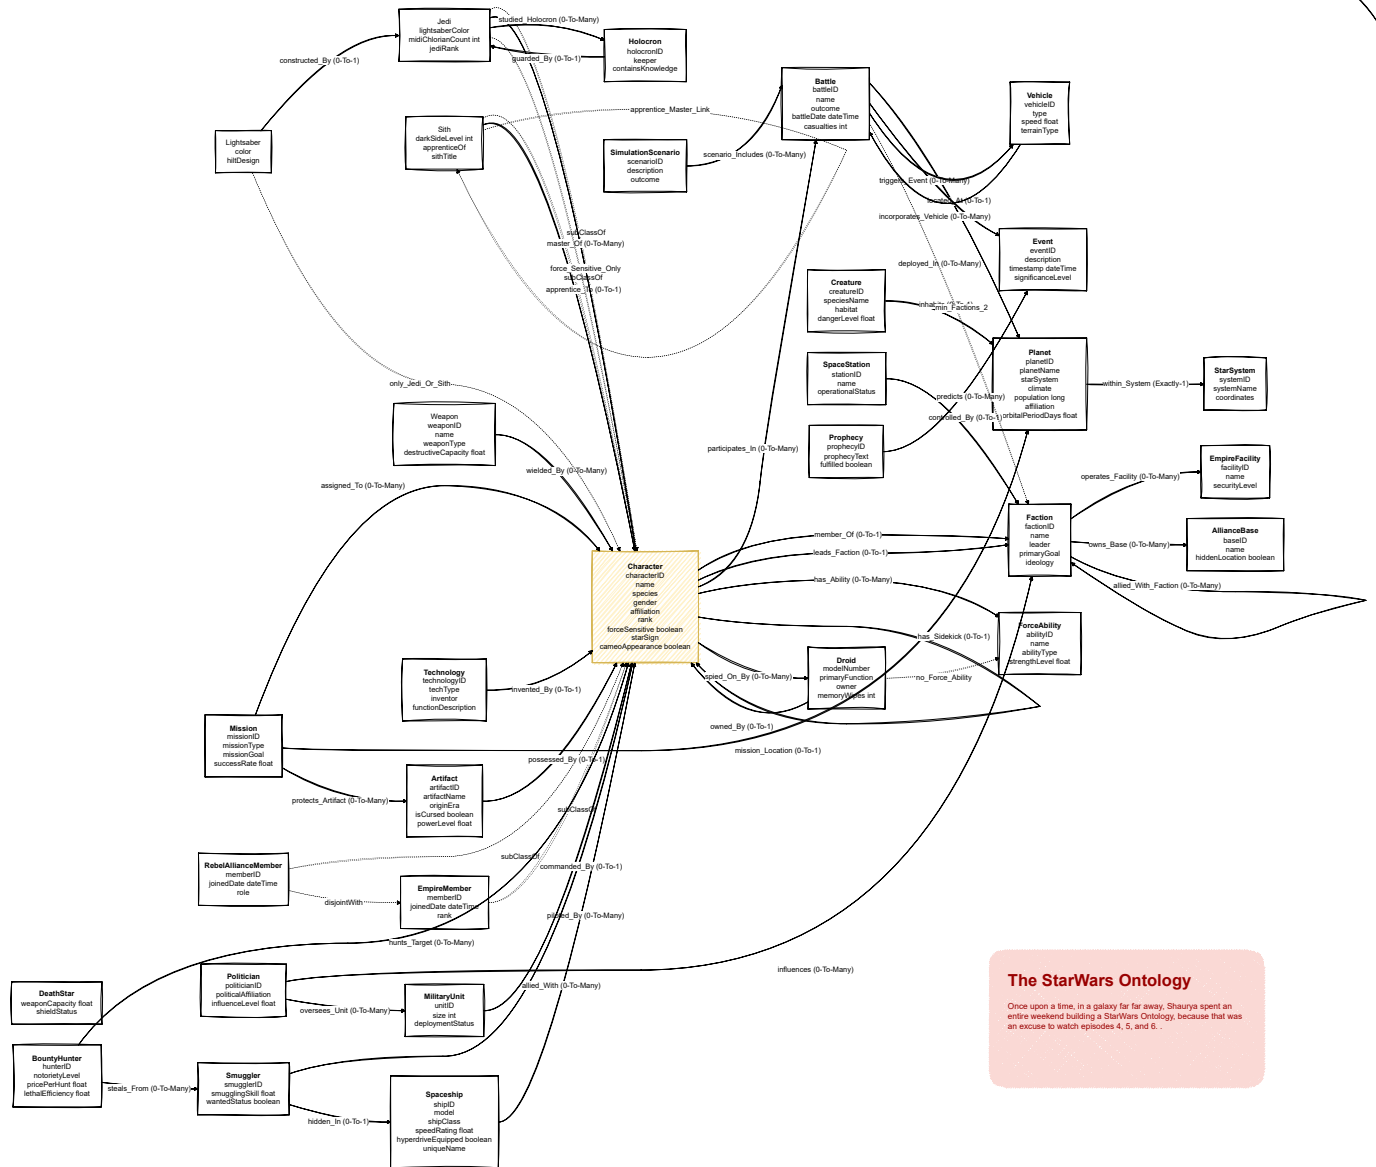 Jedi
lightsaberColor
midiChlorianCount int
jediRank
studied_Holocron (0-To-Many)
guarded_By (0-To-1)
constructed_By (0-To-1)
Holocron
holocronID
keeper
containsKnowledge
Battle
battleID
name
outcome
battleDate dateTime
casualties int
Vehicle
vehicleID
type
speed float
terrainType
apprentice_Master_Link
Sith
darkSideLevel int
apprenticeOf
sithTitle
Lightsaber
color
hiltDesign
SimulationScenario
scenarioID
description
outcome
scenario_Includes (0-To-Many)
triggers_Event (0-To-Many)
located_At (0-To-1)
incorporates_Vehicle (0-To-Many)
subClassOf
master_Of (0-To-Many)
force_Sensitive_Only
subClassOf
apprentice_To (0-To-1)
Event
eventID
description
timestamp dateTime
significanceLevel
deployed_In (0-To-Many)
Creature
creatureID
speciesName
habitat
dangerLevel float
min_Factions_2
Planet
planetID
planetName
starSystem
climate
population long
affiliation
orbitalPeriodDays float
SpaceStation
stationID
name
operationalStatus
within_System (Exactly-1)
StarSystem
systemID
systemName
coordinates
only_Jedi_Or_Sith
predicts (0-To-Many)
controlled_By (0-To-1)
Weapon
weaponID
name
weaponType
destructiveCapacity float
Prophecy
prophecyID
prophecyText
fulfilled boolean
participates_In (0-To-Many)
wielded_By (0-To-Many)
assigned_To (0-To-Many)
operates_Facility (0-To-Many)
EmpireFacility
facilityID
name
securityLevel
Faction
factionID
name
leader
primaryGoal
ideology
member_Of (0-To-1)
leads_Faction (0-To-1)
owns_Base (0-To-Many)
AllianceBase
baseID
name
hiddenLocation boolean
has_Ability (0-To-Many)
allied_With_Faction (0-To-Many)
Character
characterID
name
species
gender
affiliation
rank
forceSensitive boolean
starSign
cameoAppearance boolean
has_Sidekick (0-To-1)
ForceAbility
abilityID
name
abilityType
strengthLevel float
Technology
technologyID
techType
inventor
functionDescription
invented_By (0-To-1)
spied_On_By (0-To-Many)
Droid
modelNumber
primaryFunction
owner
memoryWipes int
no_Force_Ability
owned_By (0-To-1)
mission_Location (0-To-1)
Mission
missionID
missionType
missionGoal
successRate float
possessed_By (0-To-1)
protects_Artifact (0-To-Many)
Artifact
artifactID
artifactName
originEra
isCursed boolean
powerLevel float
subClassOf
subClassOf
commanded_By (0-To-1)
RebelAllianceMember
memberID
joinedDate dateTime
role
disjointWith
EmpireMember
memberID
joinedDate dateTime
rank
piloted_By (0-To-Many)
hunts_Target (0-To-Many)
influences (0-To-Many)
Politician
politicianID
politicalAffiliation
influenceLevel float
allied_With (0-To-Many)
oversees_Unit (0-To-Many)
MilitaryUnit
unitID
size int
deploymentStatus
DeathStar
weaponCapacity float
shieldStatus
BountyHunter
hunterID
notorietyLevel
pricePerHunt float
lethalEfficiency float
steals_From (0-To-Many)
Smuggler
smugglerID
smugglingSkill float
wantedStatus boolean
hidden_In (0-To-1)
Spaceship
shipID
model
shipClass
speedRating float
hyperdriveEquipped boolean
uniqueName
The StarWars Ontology
Once upon a time, in a galaxy far far away, Shaurya spent an
entire weekend building a StarWars Ontology, because that was
an excuse to watch episodes 4, 5, and 6. .